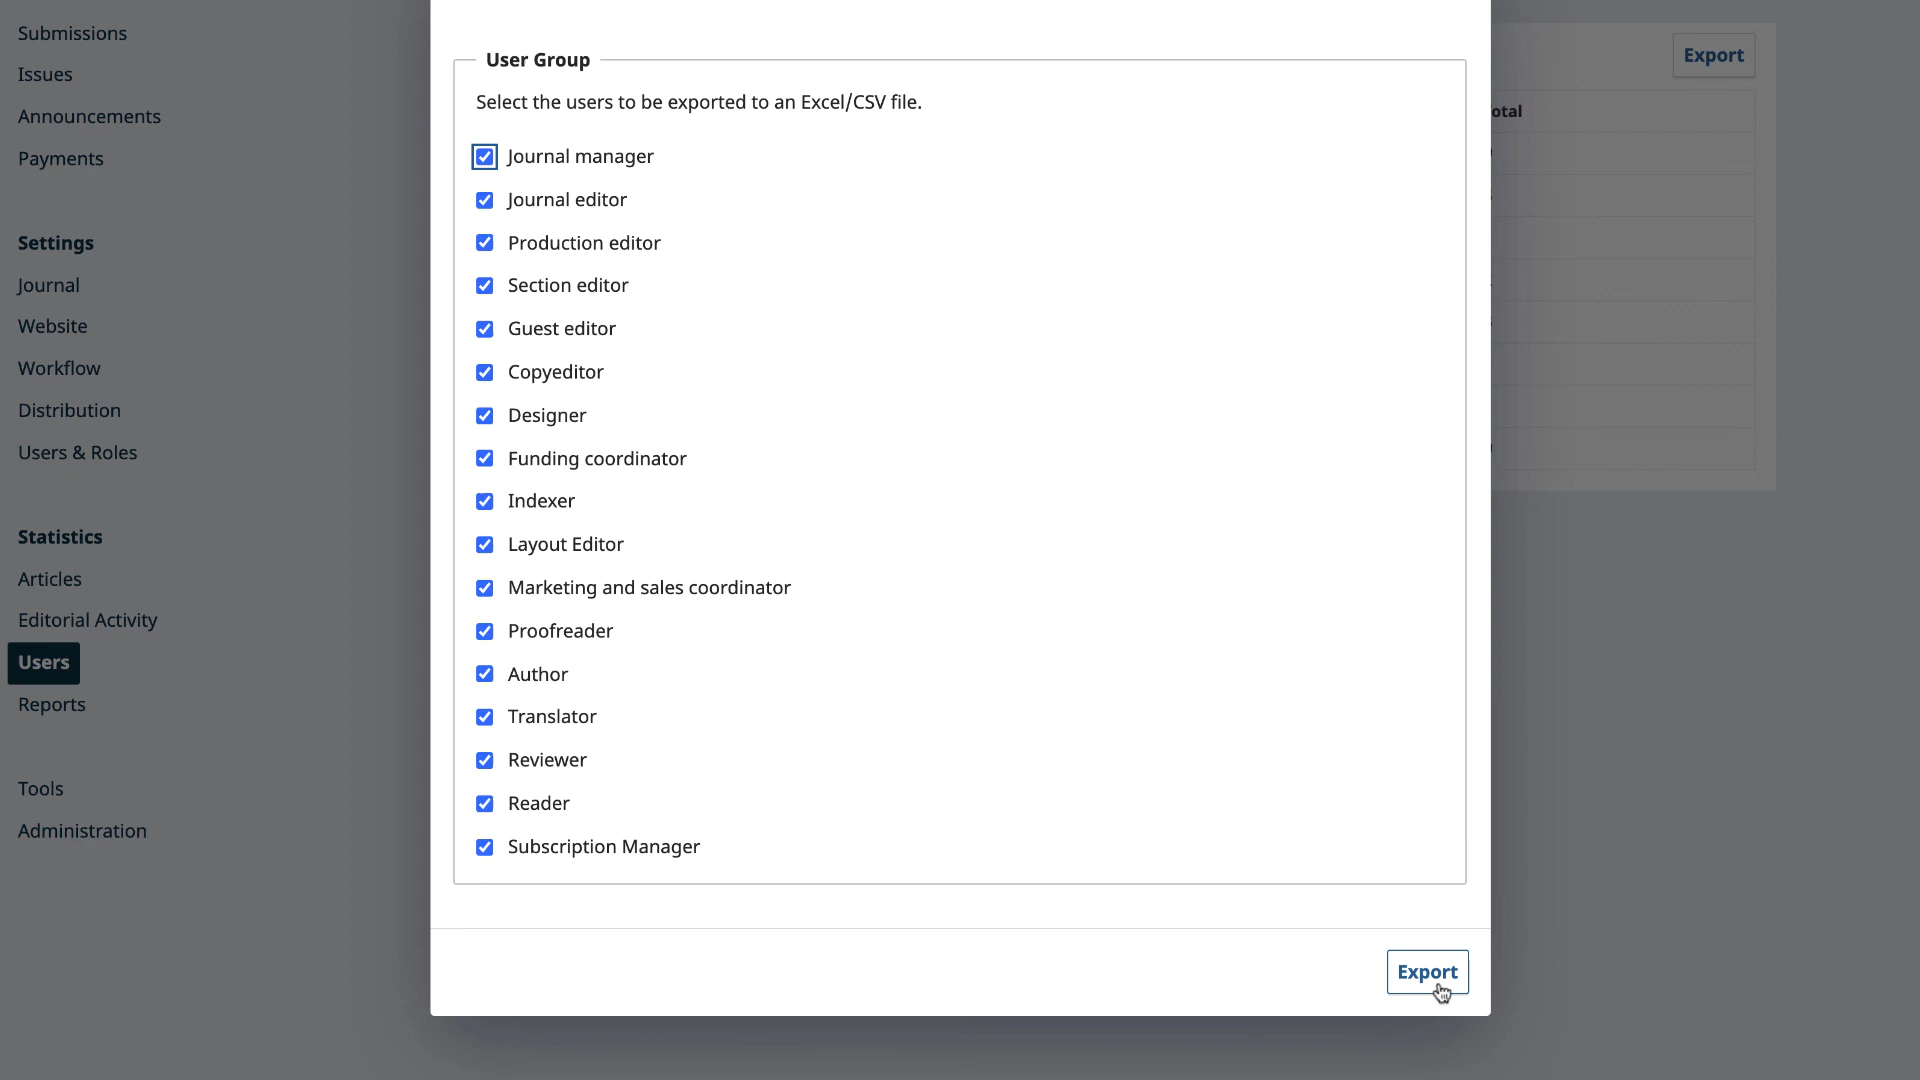 Submissions
Issues
Announcements
Payments
Settings
Journal
Website
Workflow
Distribution
Users & Roles
Statistics
Articles
Editorial Activity
Users
Reports
Tools
Administration
User Group
Select the users to be exported to an Excel/CSV file.
Journal manager
Journal editor
Production editor
Section editor
Guest editor
Copyeditor
Designer
Funding coordinator
Indexer
Layout Editor
Marketing and sales coordinator
Proofreader
Author
Translator
Reviewer
Reader
Subscription Manager
Export
Export